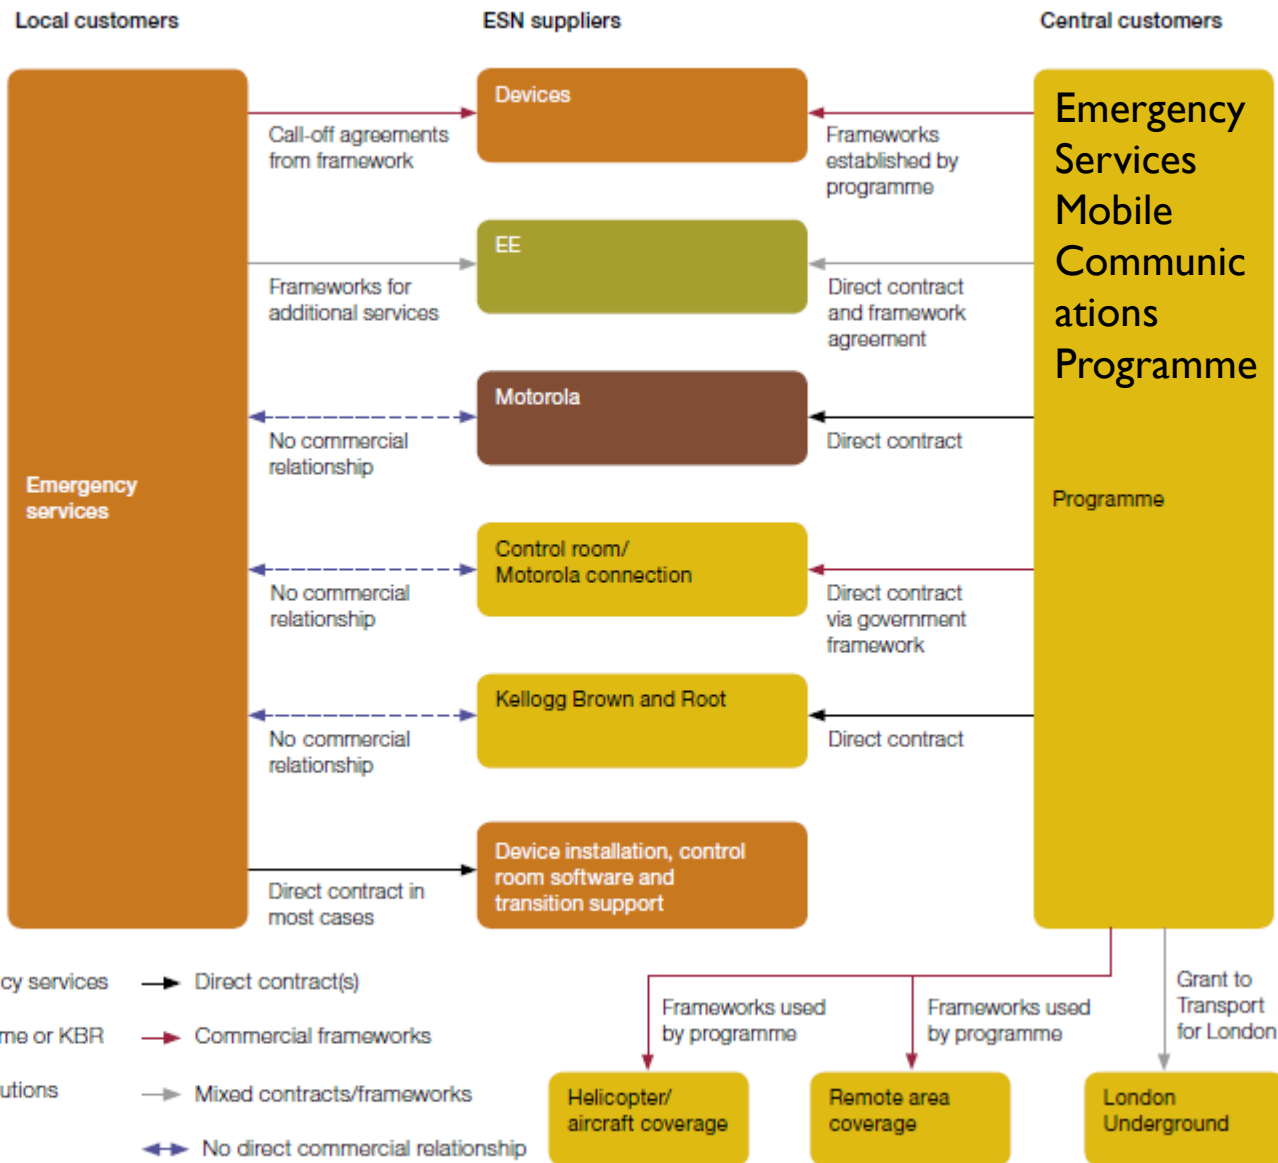 Local customers
ESN suppliers
Central customers
Devices
Call-off agreements
from framework
Frameworks
established by
programme
Emergency
Services
Mobile
Communic
ations
Programme
EE
Frameworks for
additional services
Direct contract
and framework
agreement
Motorola
No commercial
relationship
Direct contract
Emergency
services
Programme
Control room/
Motorola connection
No commercial
relationship
Direct contract
via government
framework
Kellogg Brown and Root
No commercial
relationship
Direct contract
Device installation, control
room software and
transition support
Direct contract in
most cases
cy services
Direct contract(s)
me or KBR
Commercial frameworks
utions
Mixed contracts/frameworks
No direct commercial relationship
Frameworks used
by programme
Frameworks used
by programme
Grant to
Transport
for London
Helicopter/
aircraft coverage
Remote area
coverage
London
Underground